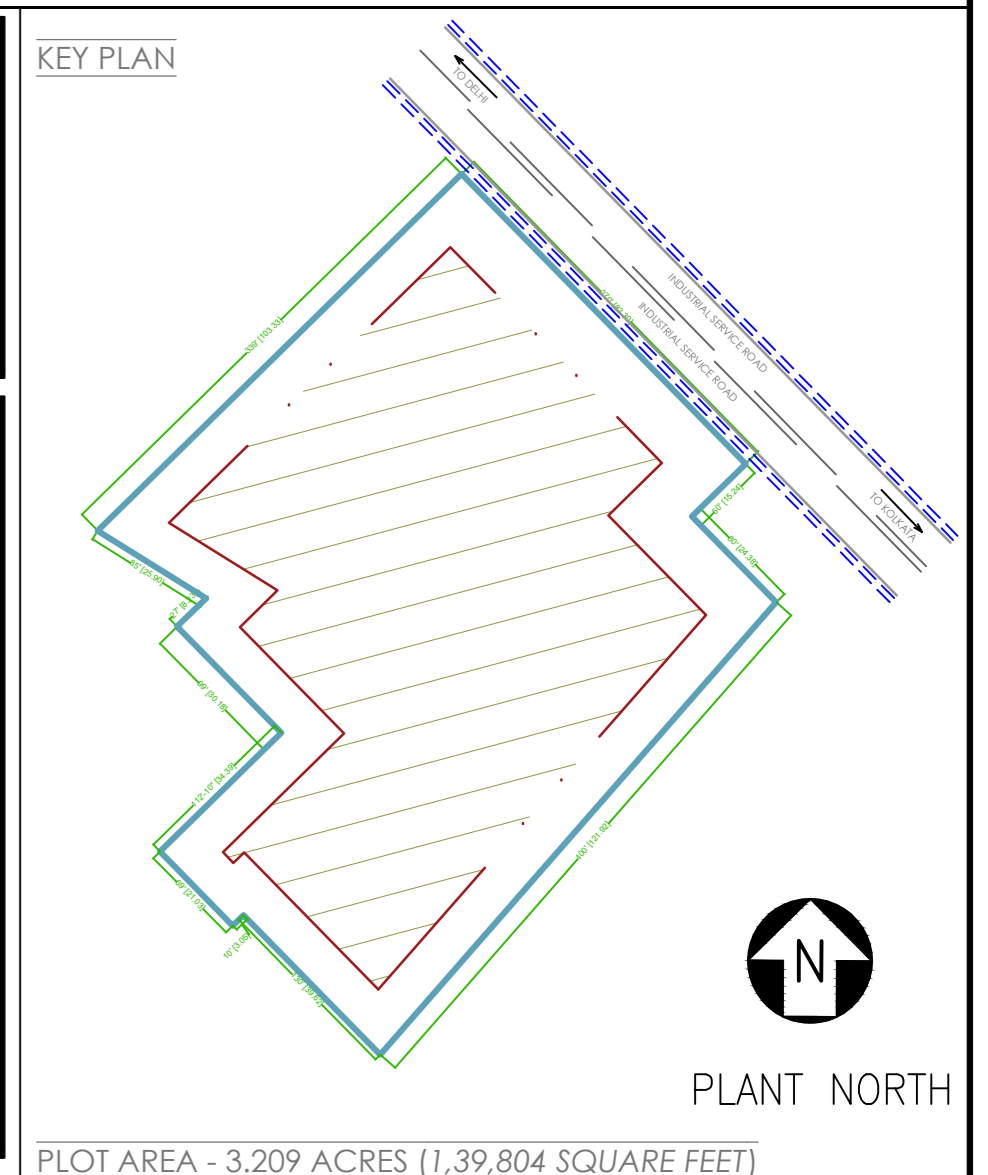 KEY PLAN
TO DELHI
INDUSTRIAL SERVICE ROAD
INDUSTRIAL SERVICE ROAD
TO KOLKATA
339' [103.33]
50' [15.24]
80' [24.38]
85' [25.90]
99' [30.18]
112'-10" [34.39]
69' [21.03]
10' [3.05]
130' [39.62]
400' [121.92]
N
PLANT NORTH
PLOT AREA - 3.209 ACRES (1,39,804 SQUARE FEET)